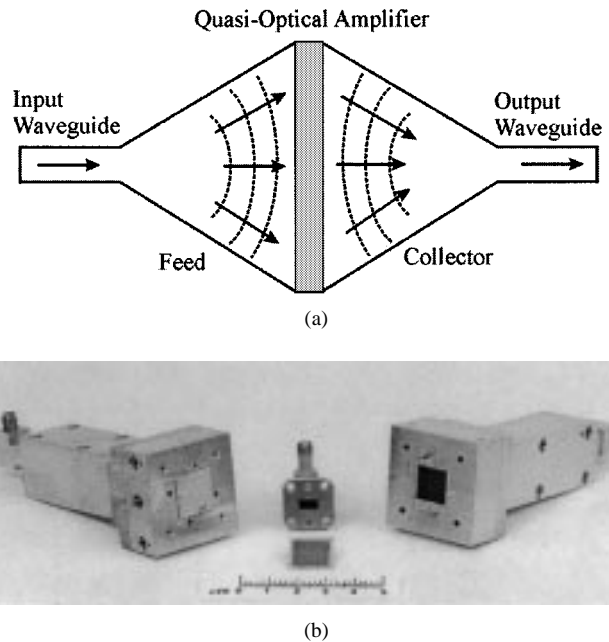 Quasi-Optical Amplifier
Input
Waveguide
Output
Waveguide
Feed
Collector
(a)
(b)